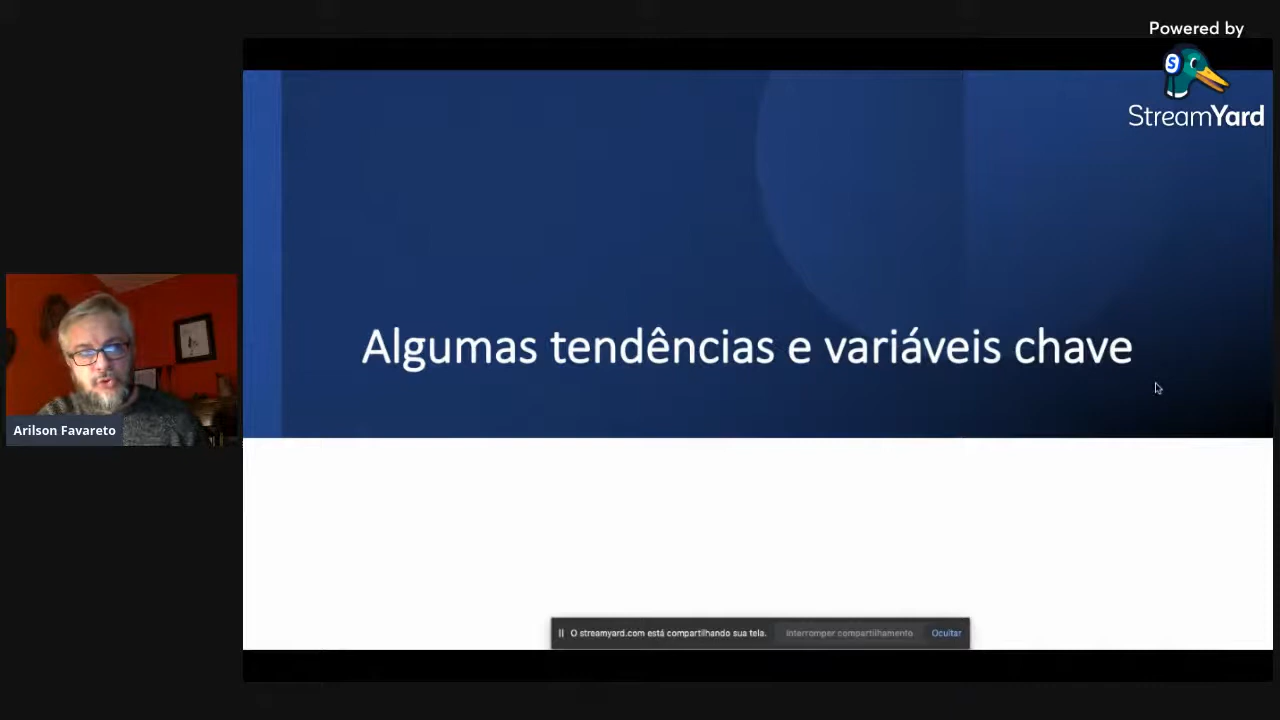 Powered by
StreamYard
Algumas tendências e variáveis chave
Arilson Favareto
O streamyard.com está compartilhando sua tela.
Interromper compartilhamento
Ocultar